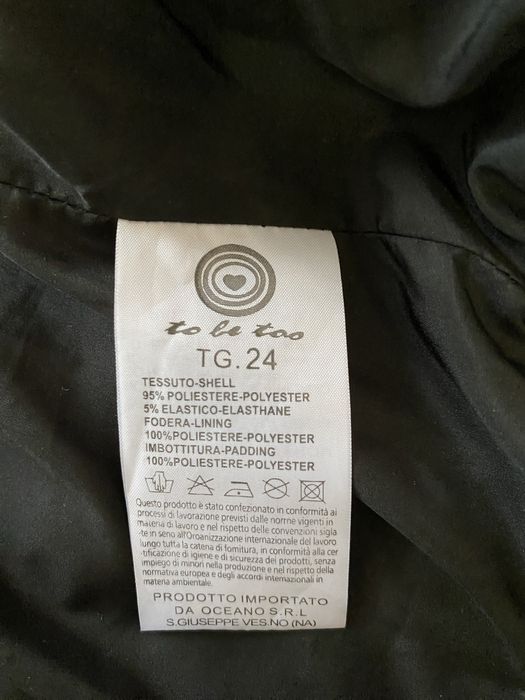 to be too
TG.24
TESSUTO-SHELL
95% POLIESTERE-POLYESTER
5% ELASTICO-ELASTHANE
FODERA-LINING
100%POLIESTERE-POLYESTER
IMBOTTITURA-PADDING
100%POLIESTERE-POLYESTER
Questo prodotto è stato confezionato in conformità ai
processi di lavorazione previsti dalle norme vigenti in
materia di lavoro e nel rispetto delle convenzioni sigla
te in seno all'Oroanizzazione internazionale del lavoro
lungo tutta la catena di fornitura, in conformità alla cer
tificazione di igiene e di sicurezza dei prodotti, senza
impiego di minori nella produzione e nel rispetto della
normativa europea e degli accordi internazionali in
materia ambientale.
PRODOTTO IMPORTATO
DA OCEANO S.R.L
S.GIUSEPPE VES.NO (NA)